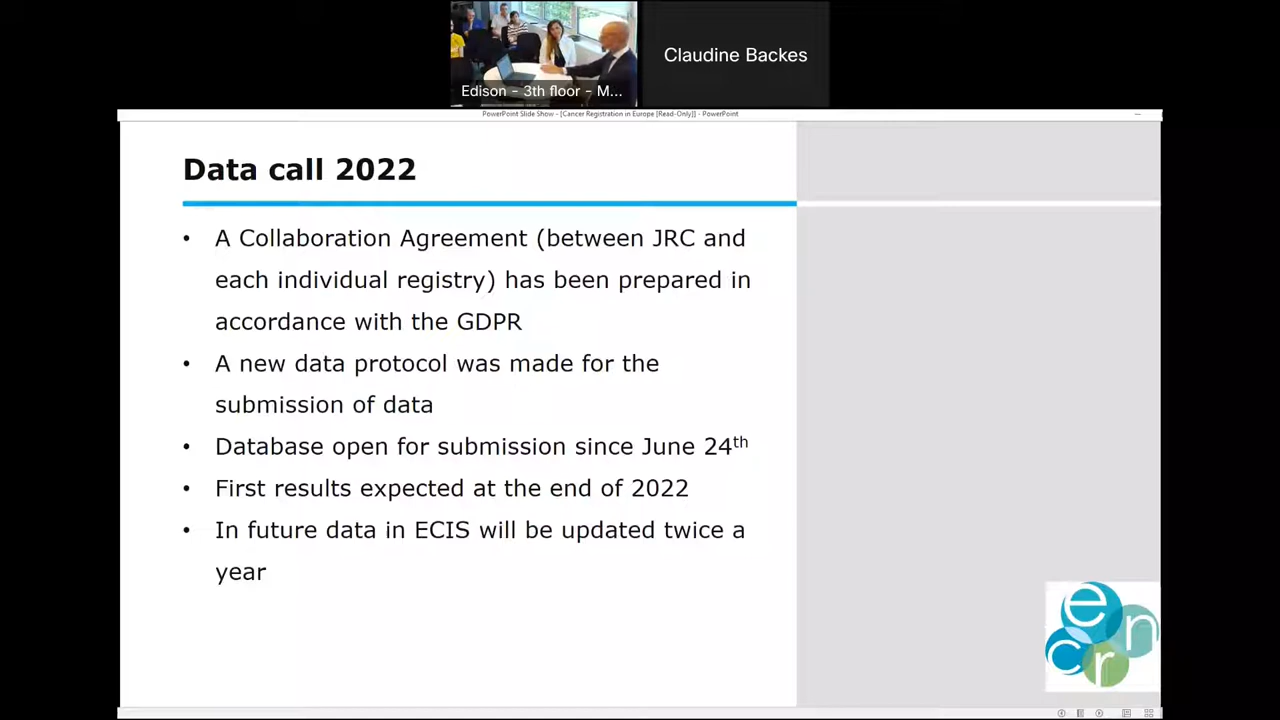 Claudine Backes
Edison - 3th floor - M...
PowerPoint Slide Show - [Cancer Registration in Europe [Read-Only]] - PowerPoint
Data call 2022
• A Collaboration Agreement (between JRC and
each individual registry) has been prepared in
accordance with the GDPR
• A new data protocol was made for the
submission of data
• Database open for submission since June 24th
• First results expected at the end of 2022
• In future data in ECIS will be updated twice a
year
encr